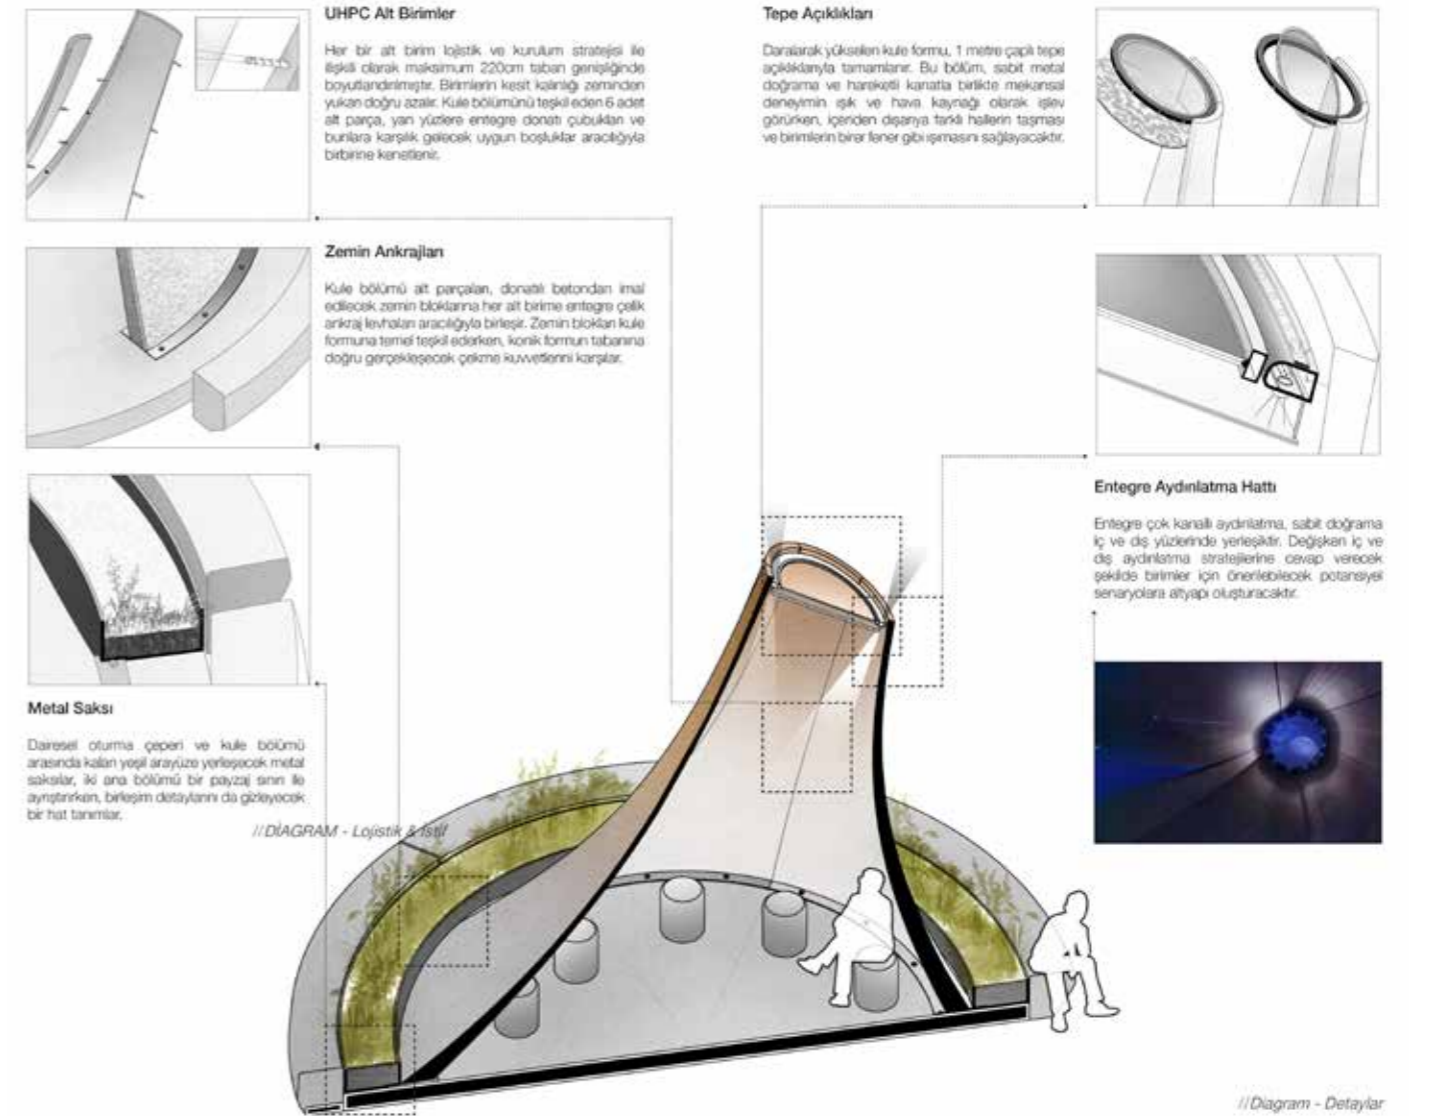 UHPC Alt Birimler
Her bir alt birim lojistik ve kurulum stratejisi ile
ilişkili olarak maksimum 220cm taban genişliğinde
boyutlandırılmıştır. Birimlerin kesit kalınlığı zeminden
yukarı doğru azalır. Kule bölümünü teşkil eden 6 adet
alt parça, yan yüzlere entegre donatı çubukları ve
bunlara karşılık gelecek uygun boşluklar aracılığıyla
birbirine kenetlenir.
Tepe Açıklıkları
Daralarak yükselen kule formu, 1 metre çaplı tepe
açıklıklarıyla tamamlanır. Bu bölüm, sabit metal
doğrama ve hareketli kanatla birlikte mekansal
deneyimin ışık ve hava kaynağı olarak işlev
görürken, içeriden dışarıya farklı hallerin taşması
ve birimlerin birer fener gibi ışımasını sağlayacaktır.
Zemin Ankrajları
Kule bölümü alt parçaları, donatılı betondan imal
edilecek zemin bloklarına her alt birime entegre çelik
ankraj levhaları aracılığıyla birleşir. Zemin blokları kule
formuna temel teşkil ederken, konik formun tabanına
doğru gerçekleşecek çekme kuvvetlerini karşılar.
Entegre Aydınlatma Hattı
Entegre çok kanallı aydınlatma, sabit doğrama
iç ve dış yüzlerinde yerleşiktir. Değişken iç ve
dış aydınlatma stratejilerine cevap verecek
şekilde birimler için önerilebilecek potansiyel
senaryolara altyapı oluşturacaktır.
Metal Saksı
Dairesel oturma çeperi ve kule bölümü
arasında kalan yeşil arayüze yerleşecek metal
saksılar, iki ana bölümü bir payzaj sınırı ile
ayrıştırırken, birleşim detaylarını da gizleyecek
bir hat tanımlar.
//DİAGRAM - Lojistik & İstif
//Diagram - Detaylar